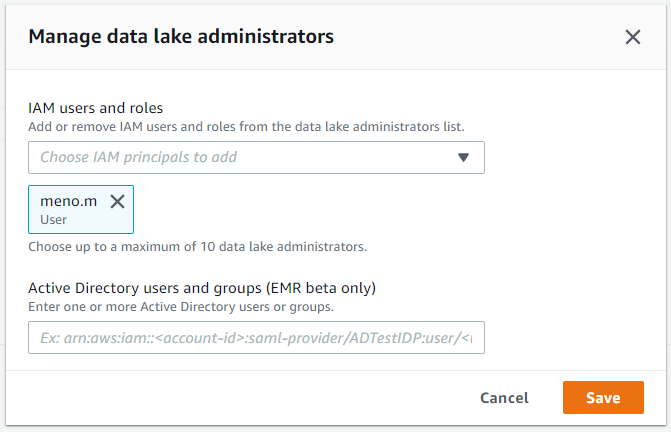 Manage data lake administrators
IAM users and roles
Add or remove IAM users and roles from the data lake administrators list.
Choose IAM principals to add
meno.m
User
Choose up to a maximum of 10 data lake administrators.
Active Directory users and groups (EMR beta only)
Enter one or more Active Directory users or groups.
Ex: arn:aws:iam::<account-id>:saml-provider/ADTestIDP:user/<
Cancel
Save